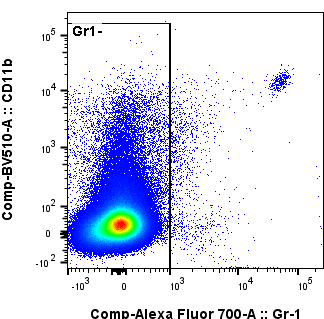 Gr1-
Comp-BV510-A :: CD11b
10⁵
10⁴
10³
10²
0
-10²
-10³ 0 10³ 10⁴ 10⁵
Comp-Alexa Fluor 700-A :: Gr-1